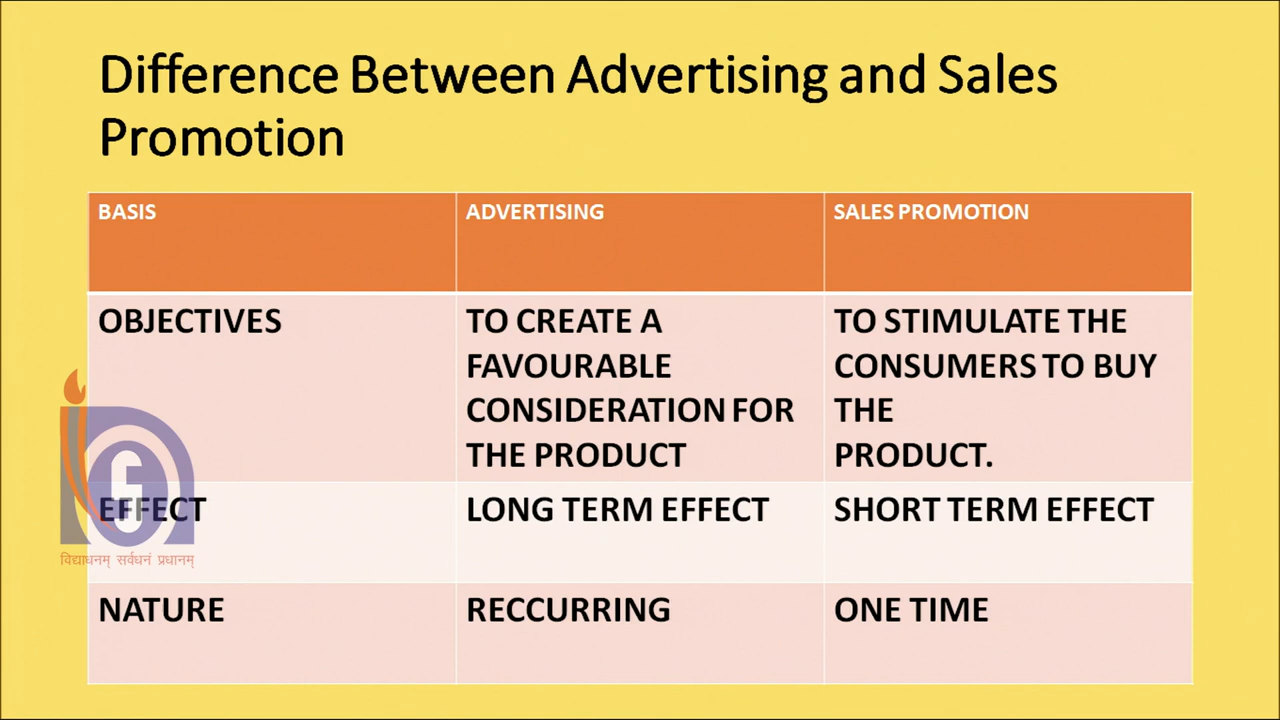 Difference Between Advertising and Sales
Promotion
BASIS
ADVERTISING
SALES PROMOTION
OBJECTIVES
TO CREATE A
FAVOURABLE
CONSIDERATION FOR
THE PRODUCT
TO STIMULATE THE
CONSUMERS TO BUY
THE
PRODUCT.
EFFECT
LONG TERM EFFECT
SHORT TERM EFFECT
विद्याधनम् सर्वधनं प्रधानम्
NATURE
RECCURRING
ONE TIME